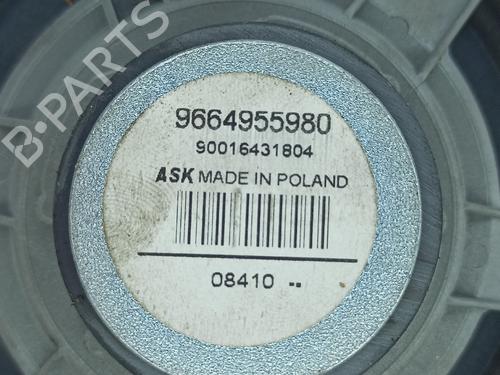 B-PARTS
9664955980
90016431804
ASK MADE IN POLAND
08410 --